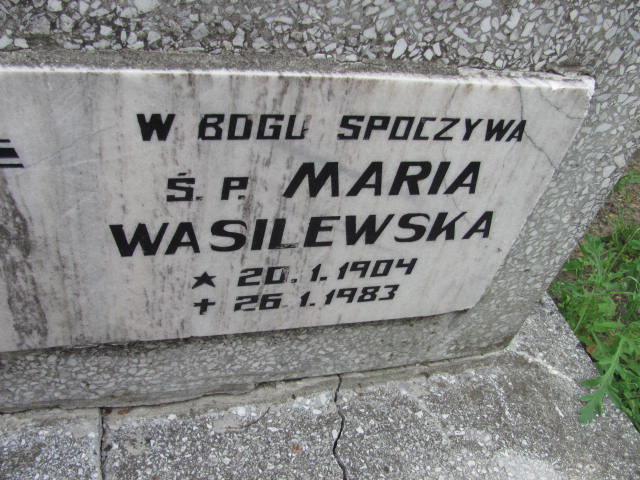 W BOGU SPOCZYWA
Ś. P. MARIA
WASILEWSKA
★ 20. 1. 1904
✝ 26. 1. 1983